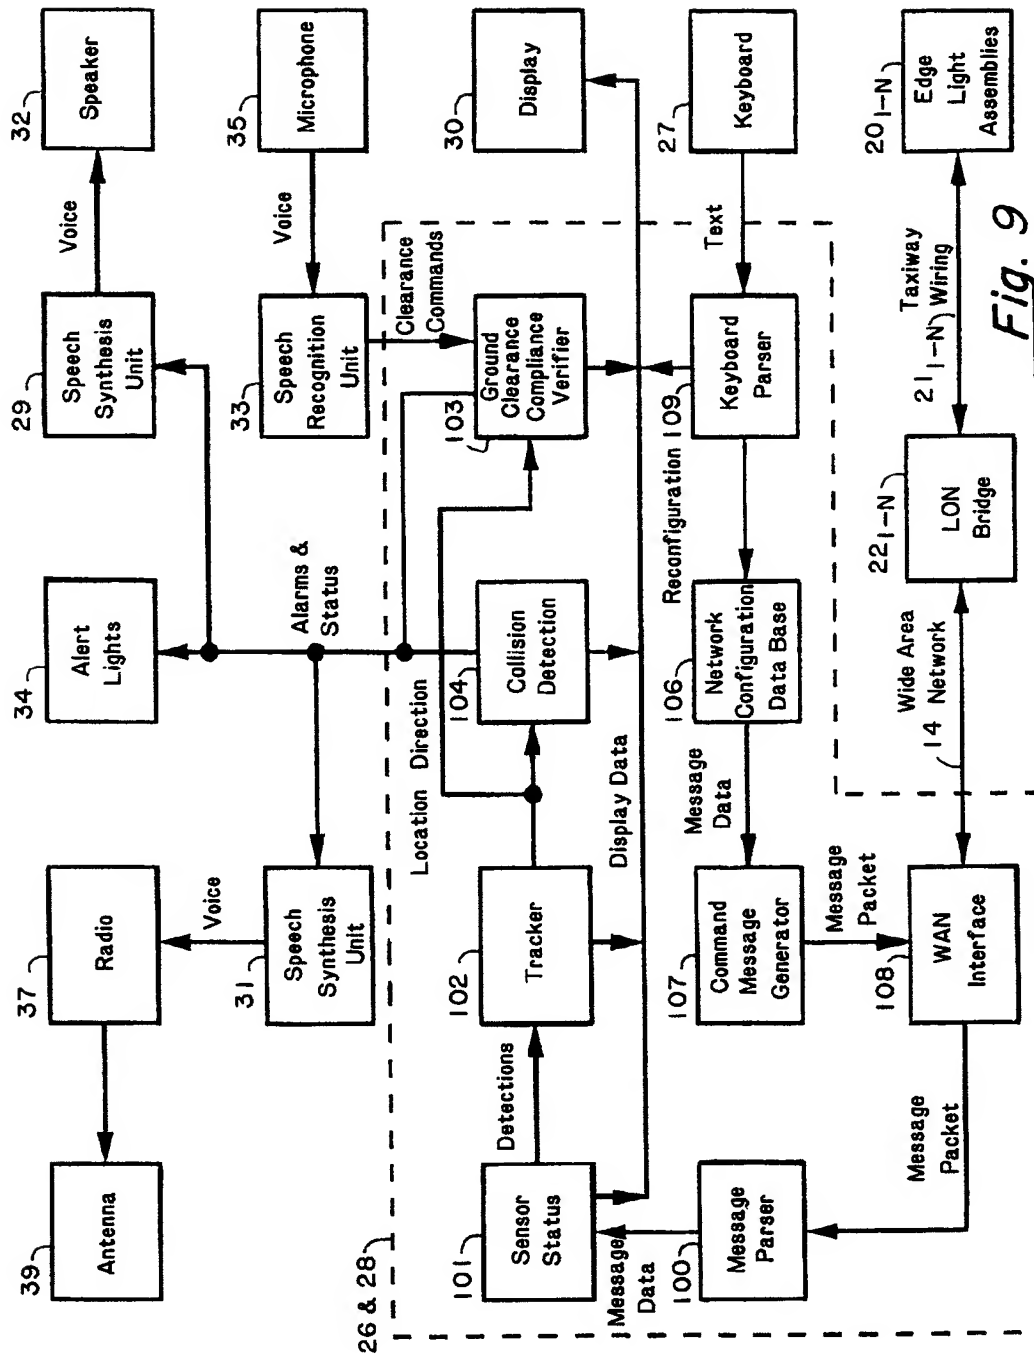 39
Antenna
37
Radio
34
Alert
Lights
29
Speech
Synthesis
Unit
Voice
32
Speaker
Voice
31
Speech
Synthesis
Unit
Alarms &
Status
33
Speech
Recognition
Unit
Voice
35
Microphone
26 & 28
Location Direction
Clearance
Commands
101
Sensor
Status
Detections
102
Tracker
104
Collision
Detection
103
Ground
Clearance
Compliance
Verifier
30
Display
Message
Data
Display Data
100
Message
Parser
107
Command
Message
Generator
Message
Data
106
Network
Configuration
Data Base
Reconfiguration
109
Keyboard
Parser
Text
27
Keyboard
Message
Packet
Message
Packet
108
WAN
Interface
Wide Area
14 Network
22 1-N
LON
Bridge
Taxiway
21 1-N Wiring
20 1-N
Edge
Light
Assemblies
Fig. 9